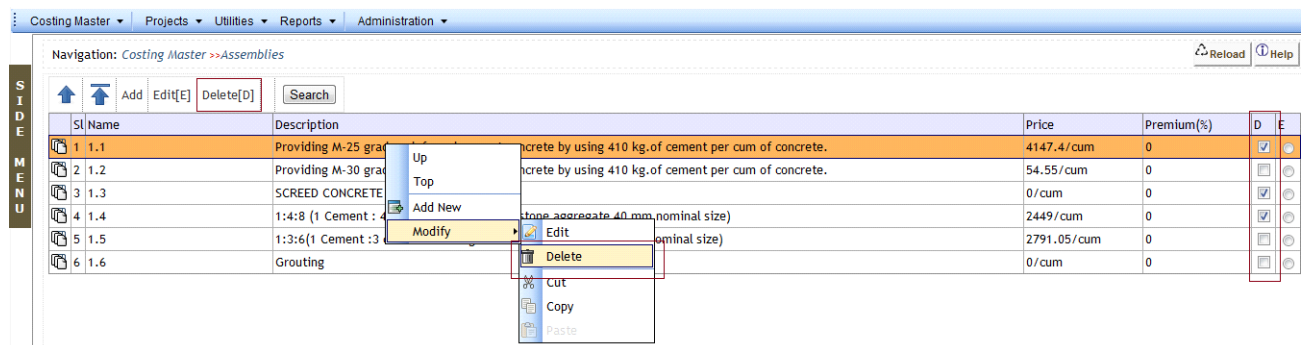 Costing Master Projects Utilities Reports Administration
Navigation: Costing Master >>Assemblies Reload Help
SIDE MENU
Add Edit[E] Delete[D] Search
Sl Name Description Price Premium(%) D E
1 1.1 Providing M-25 grad ncrete by using 410 kg.of cement per cum of concrete. 4147.4/cum 0
2 1.2 Providing M-30 grad ncrete by using 410 kg.of cement per cum of concrete. 54.55/cum 0
3 1.3 SCREED CONCRETE 0/cum 0
4 1.4 1:4:8 (1 Cement : 4 stone aggregate 40 mm nominal size) 2449/cum 0
5 1.5 1:3:6(1 Cement :3 ominal size) 2791.05/cum 0
6 1.6 Grouting 0/cum 0
Up
Top
Add New
Modify
Edit
Delete
Cut
Copy
Paste